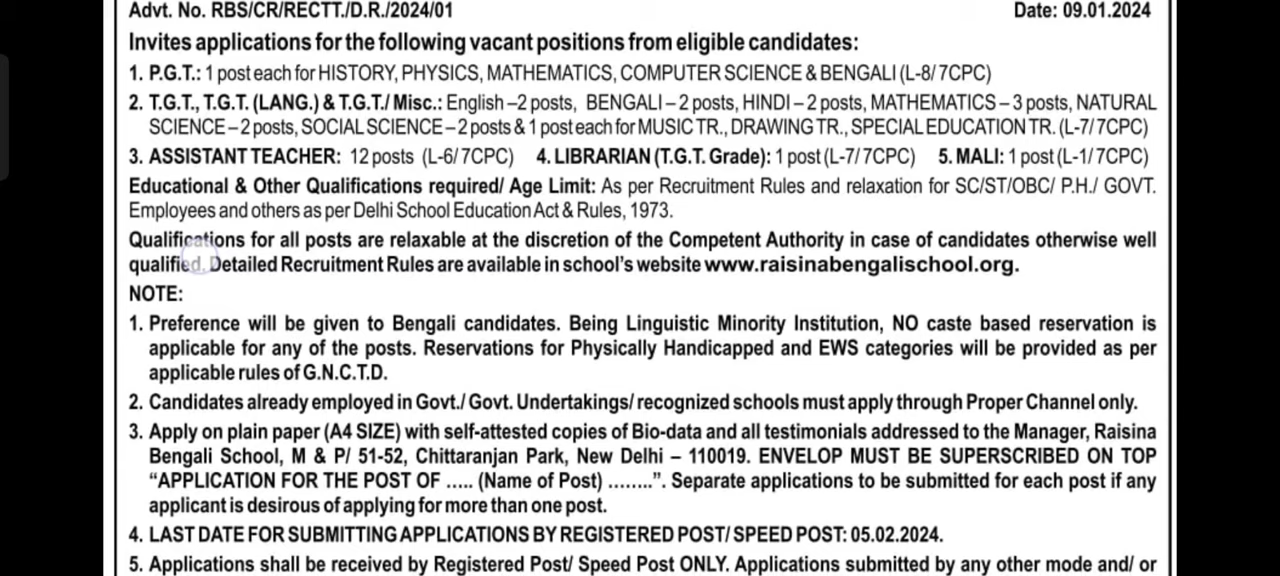 Advt. No. RBS/CR/RECTT./D.R./2024/01 Date: 09.01.2024
Invites applications for the following vacant positions from eligible candidates:
1. P.G.T.: 1 post each for HISTORY, PHYSICS, MATHEMATICS, COMPUTER SCIENCE & BENGALI (L-8/ 7CPC)
2. T.G.T., T.G.T. (LANG.) & T.G.T./ Misc.: English –2 posts, BENGALI – 2 posts, HINDI – 2 posts, MATHEMATICS – 3 posts, NATURAL
SCIENCE – 2 posts, SOCIAL SCIENCE – 2 posts & 1 post each for MUSIC TR., DRAWING TR., SPECIAL EDUCATION TR. (L-7/ 7CPC)
3. ASSISTANT TEACHER: 12 posts (L-6/ 7CPC) 4. LIBRARIAN (T.G.T. Grade): 1 post (L-7/ 7CPC) 5. MALI: 1 post (L-1/ 7CPC)
Educational & Other Qualifications required/ Age Limit: As per Recruitment Rules and relaxation for SC/ST/OBC/ P.H./ GOVT.
Employees and others as per Delhi School Education Act & Rules, 1973.
Qualifications for all posts are relaxable at the discretion of the Competent Authority in case of candidates otherwise well
qualified. Detailed Recruitment Rules are available in school's website www.raisinabengalischool.org.
NOTE:
1. Preference will be given to Bengali candidates. Being Linguistic Minority Institution, NO caste based reservation is
applicable for any of the posts. Reservations for Physically Handicapped and EWS categories will be provided as per
applicable rules of G.N.C.T.D.
2. Candidates already employed in Govt./ Govt. Undertakings/ recognized schools must apply through Proper Channel only.
3. Apply on plain paper (A4 SIZE) with self-attested copies of Bio-data and all testimonials addressed to the Manager, Raisina
Bengali School, M & P/ 51-52, Chittaranjan Park, New Delhi – 110019. ENVELOP MUST BE SUPERSCRIBED ON TOP
"APPLICATION FOR THE POST OF ..... (Name of Post) ........". Separate applications to be submitted for each post if any
applicant is desirous of applying for more than one post.
4. LAST DATE FOR SUBMITTING APPLICATIONS BY REGISTERED POST/ SPEED POST: 05.02.2024.
5. Applications shall be received by Registered Post/ Speed Post ONLY. Applications submitted by any other mode and/ or